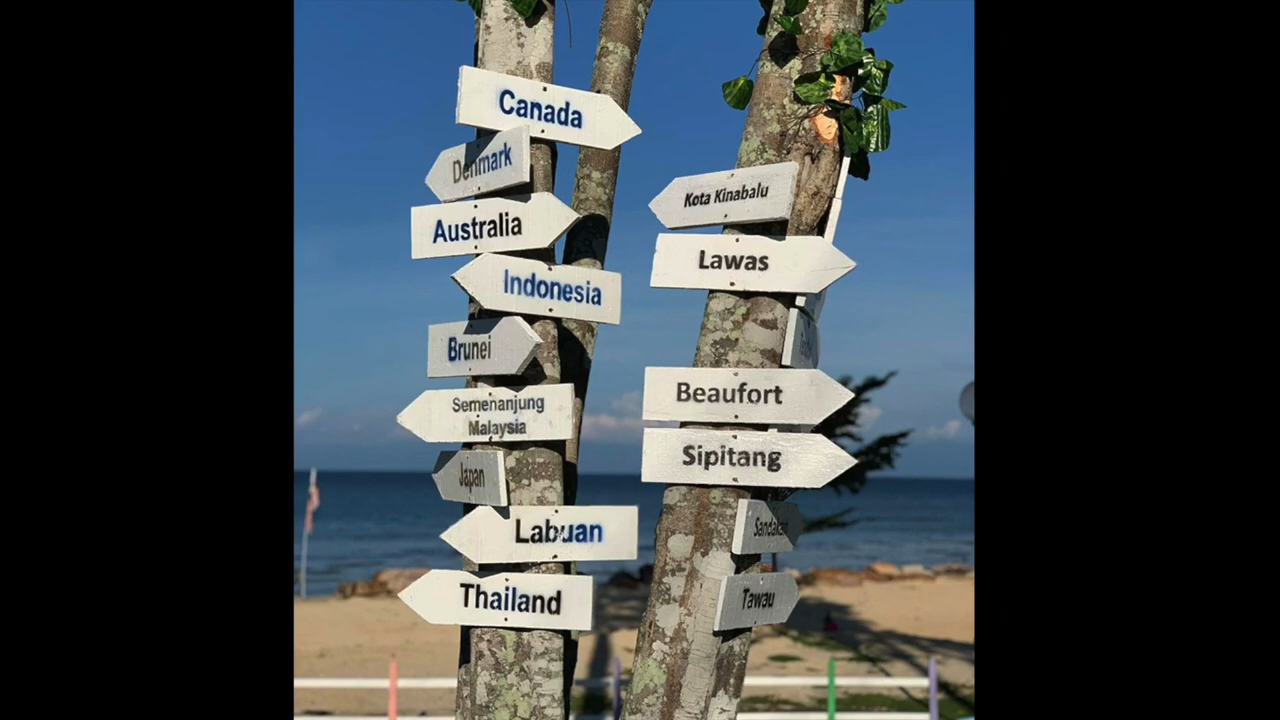 Canada
Denmark
Australia
Indonesia
Brunei
Semenanjung
Malaysia
Japan
Labuan
Thailand
Kota Kinabalu
Lawas
Beaufort
Sipitang
Sandakan
Tawau